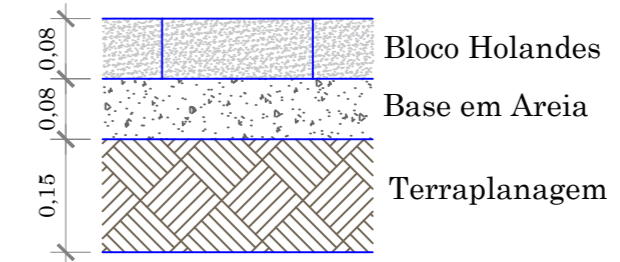 0,08
Bloco Holandes
0,08
Base em Areia
0,15
Terraplanagem